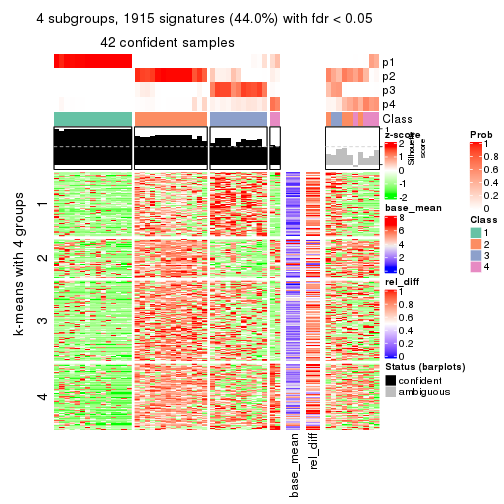 4 subgroups, 1915 signatures (44.0%) with fdr < 0.05
42 confident samples
p1
p2
p3
p4
Class
1
Silhouette
score
k-means with 4 groups
1
2
3
4
base_mean
rel_diff
z-score
2
1
0
-1
-2
base_mean
8
6
4
2
0
rel_diff
1
0.8
0.6
0.4
0.2
0
Status (barplots)
confident
ambiguous
Prob
1
0.8
0.6
0.4
0.2
0
Class
1
2
3
4